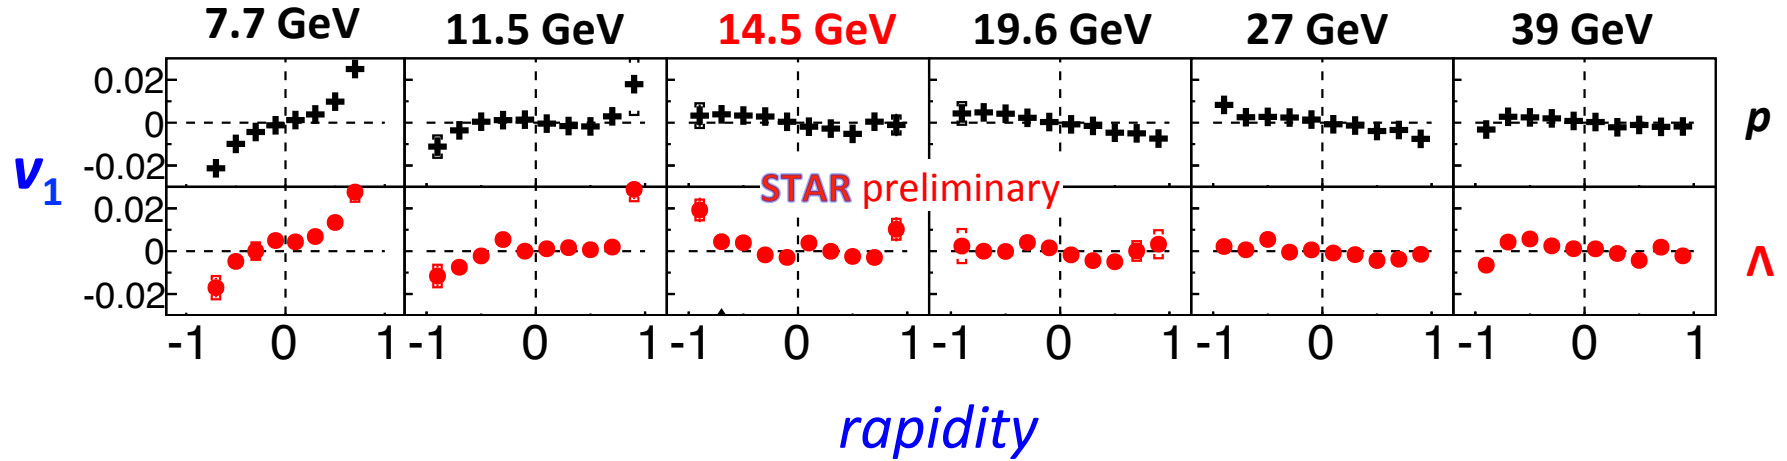 7.7 GeV 11.5 GeV 14.5 GeV 19.6 GeV 27 GeV 39 GeV
0.02
0
-0.02
p
STAR preliminary
v1
0.02
0
-0.02
Λ
-1 0 1 -1 0 1 -1 0 1 -1 0 1 -1 0 1 -1 0 1
rapidity